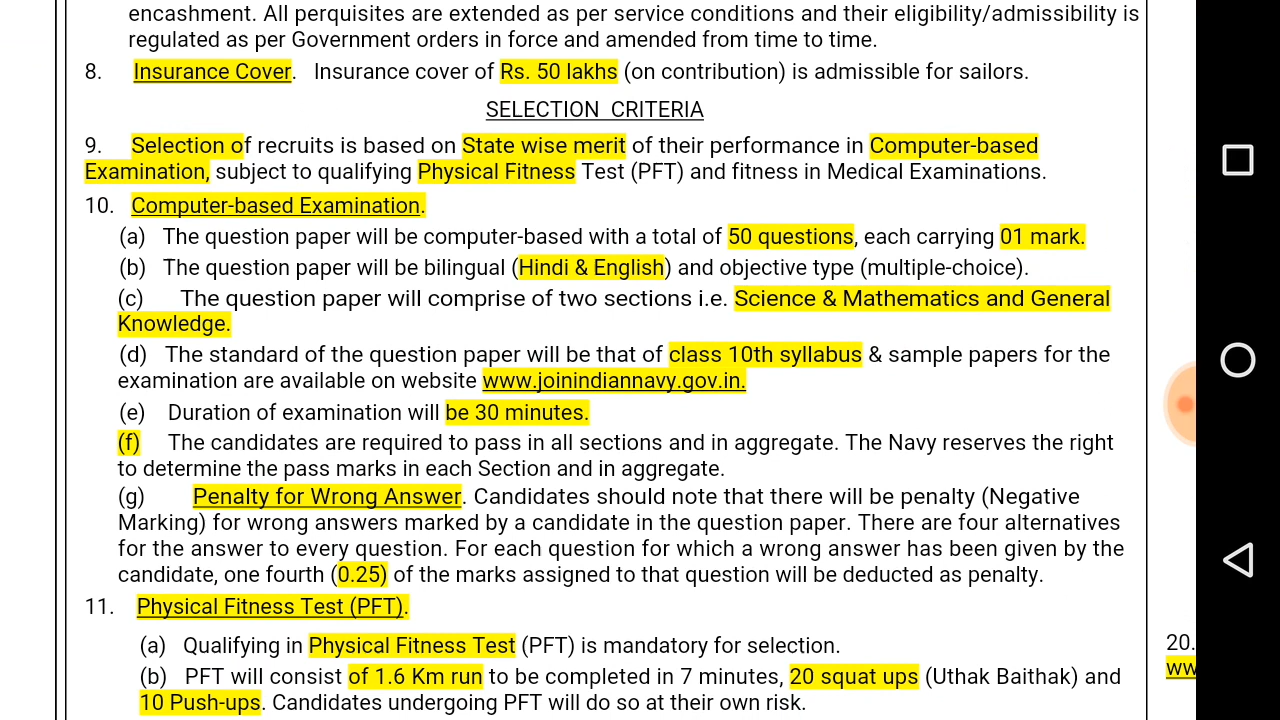 encashment. All perquisites are extended as per service conditions and their eligibility/admissibility is
regulated as per Government orders in force and amended from time to time.
8. Insurance Cover. Insurance cover of Rs. 50 lakhs (on contribution) is admissible for sailors.
SELECTION CRITERIA
9. Selection of recruits is based on State wise merit of their performance in Computer-based
Examination, subject to qualifying Physical Fitness Test (PFT) and fitness in Medical Examinations.
10. Computer-based Examination.
(a) The question paper will be computer-based with a total of 50 questions, each carrying 01 mark.
(b) The question paper will be bilingual (Hindi & English) and objective type (multiple-choice).
(c) The question paper will comprise of two sections i.e. Science & Mathematics and General
Knowledge.
(d) The standard of the question paper will be that of class 10th syllabus & sample papers for the
examination are available on website www.joinindiannavy.gov.in.
(e) Duration of examination will be 30 minutes.
(f) The candidates are required to pass in all sections and in aggregate. The Navy reserves the right
to determine the pass marks in each Section and in aggregate.
(g) Penalty for Wrong Answer. Candidates should note that there will be penalty (Negative
Marking) for wrong answers marked by a candidate in the question paper. There are four alternatives
for the answer to every question. For each question for which a wrong answer has been given by the
candidate, one fourth (0.25) of the marks assigned to that question will be deducted as penalty.
11. Physical Fitness Test (PFT).
(a) Qualifying in Physical Fitness Test (PFT) is mandatory for selection.
(b) PFT will consist of 1.6 Km run to be completed in 7 minutes, 20 squat ups (Uthak Baithak) and
10 Push-ups. Candidates undergoing PFT will do so at their own risk.
20.
ww